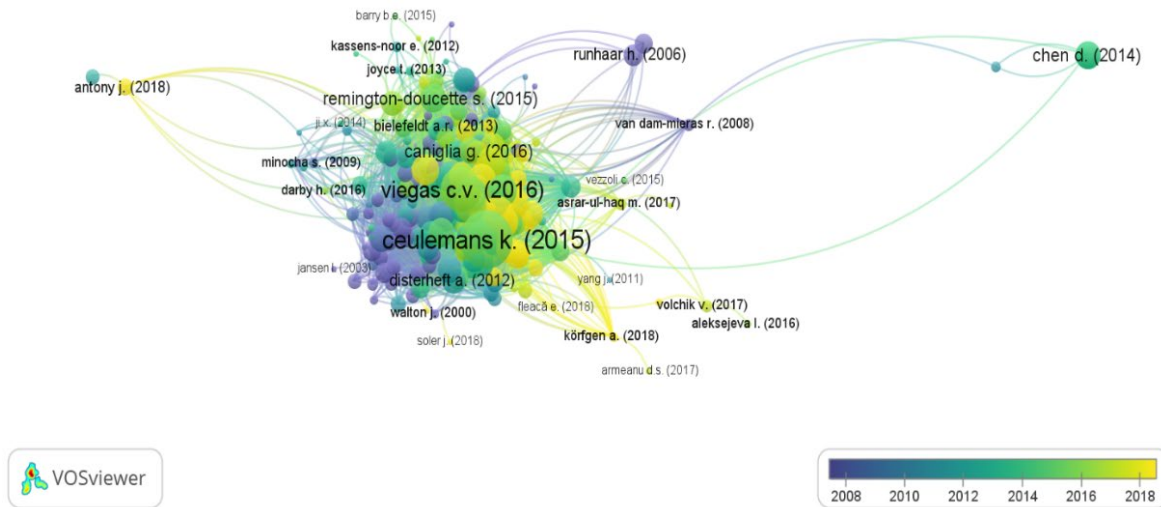 barry b.e. (2015)
kassens-noor e. (2012)
runhaar h. (2006)
chen d. (2014)
joyce t. (2013)
antony j. (2018)
remington-doucette s. (2015)
ji x. (2014)
bielefeldt a.r. (2013)
van dam-mieras r. (2008)
caniglia g. (2016)
minocha s. (2009)
vezzoli c. (2015)
darby h. (2016)
viegas c.v. (2016)
asrar-ul-haq m. (2017)
ceulemans k. (2015)
jansen l. (2003)
disterheft a. (2012)
yang j. (2011)
fleacă e. (2018)
volchik v. (2017)
walton j. (2000)
aleksejeva l. (2016)
körfgen a. (2018)
soler j. (2018)
armeanu d.s. (2017)
VOSviewer
2008 2010 2012 2014 2016 2018